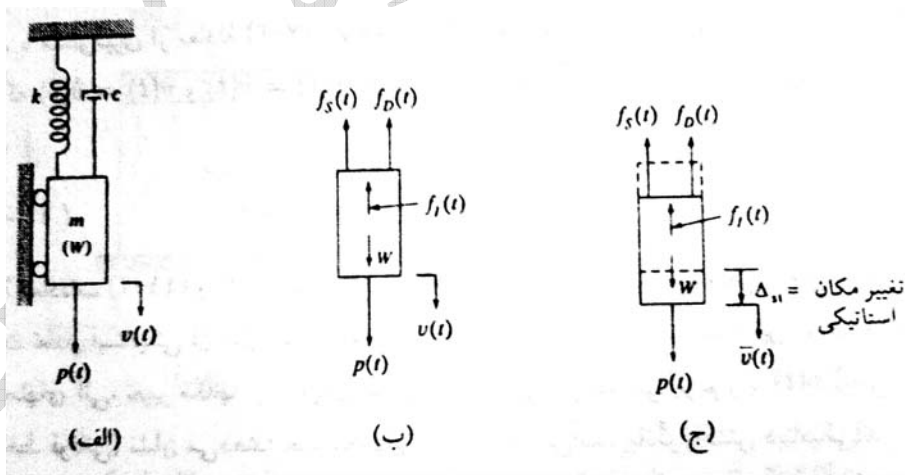 k
c
m
(W)
v(t)
p(t)
(الف)
f_S(t) f_D(t)
f_I(t)
W
v(t)
p(t)
(ب)
f_S(t) f_D(t)
f_I(t)
W
Δ_st = تغییر مکان
استاتیکی
v̅(t)
p(t)
(ج)